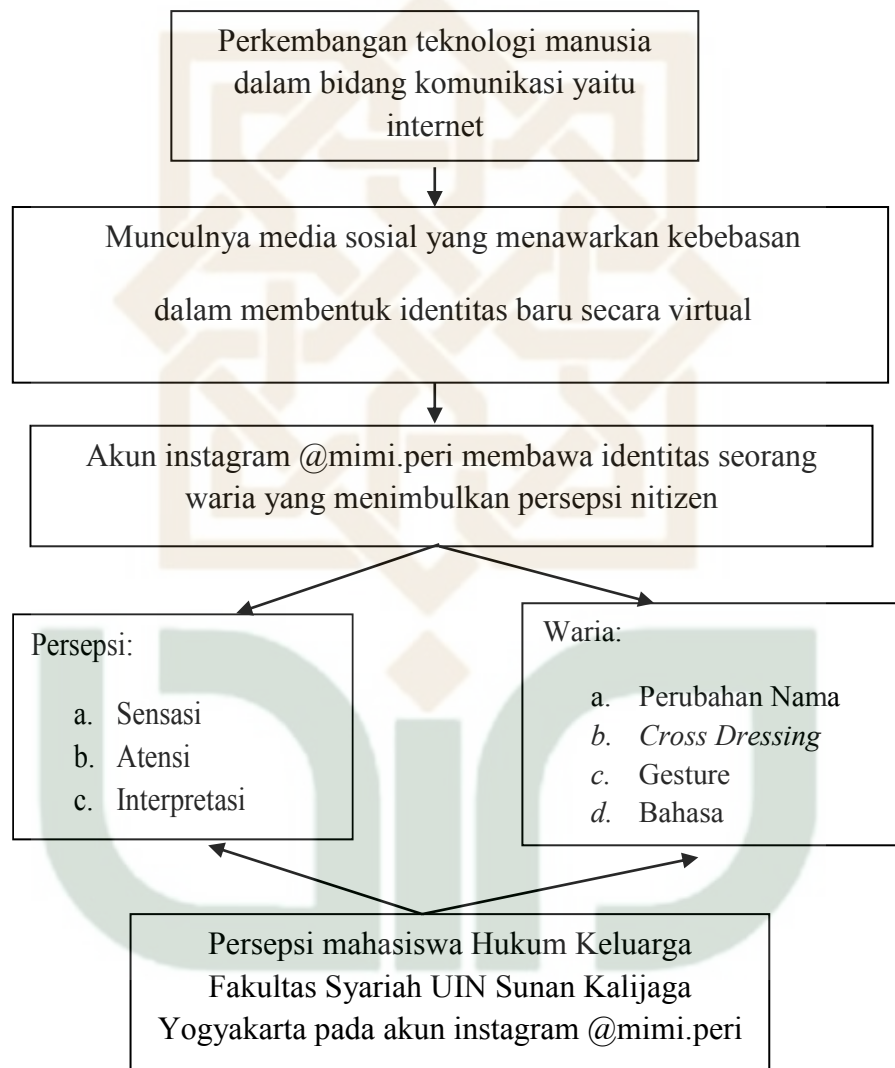 Perkembangan teknologi manusia
dalam bidang komunikasi yaitu
internet
Munculnya media sosial yang menawarkan kebebasan
dalam membentuk identitas baru secara virtual
Akun instagram @mimi.peri membawa identitas seorang
waria yang menimbulkan persepsi nitizen
Persepsi:
a. Sensasi
b. Atensi
c. Interpretasi
Waria:
a. Perubahan Nama
b. Cross Dressing
c. Gesture
d. Bahasa
Persepsi mahasiswa Hukum Keluarga
Fakultas Syariah UIN Sunan Kalijaga
Yogyakarta pada akun instagram @mimi.peri